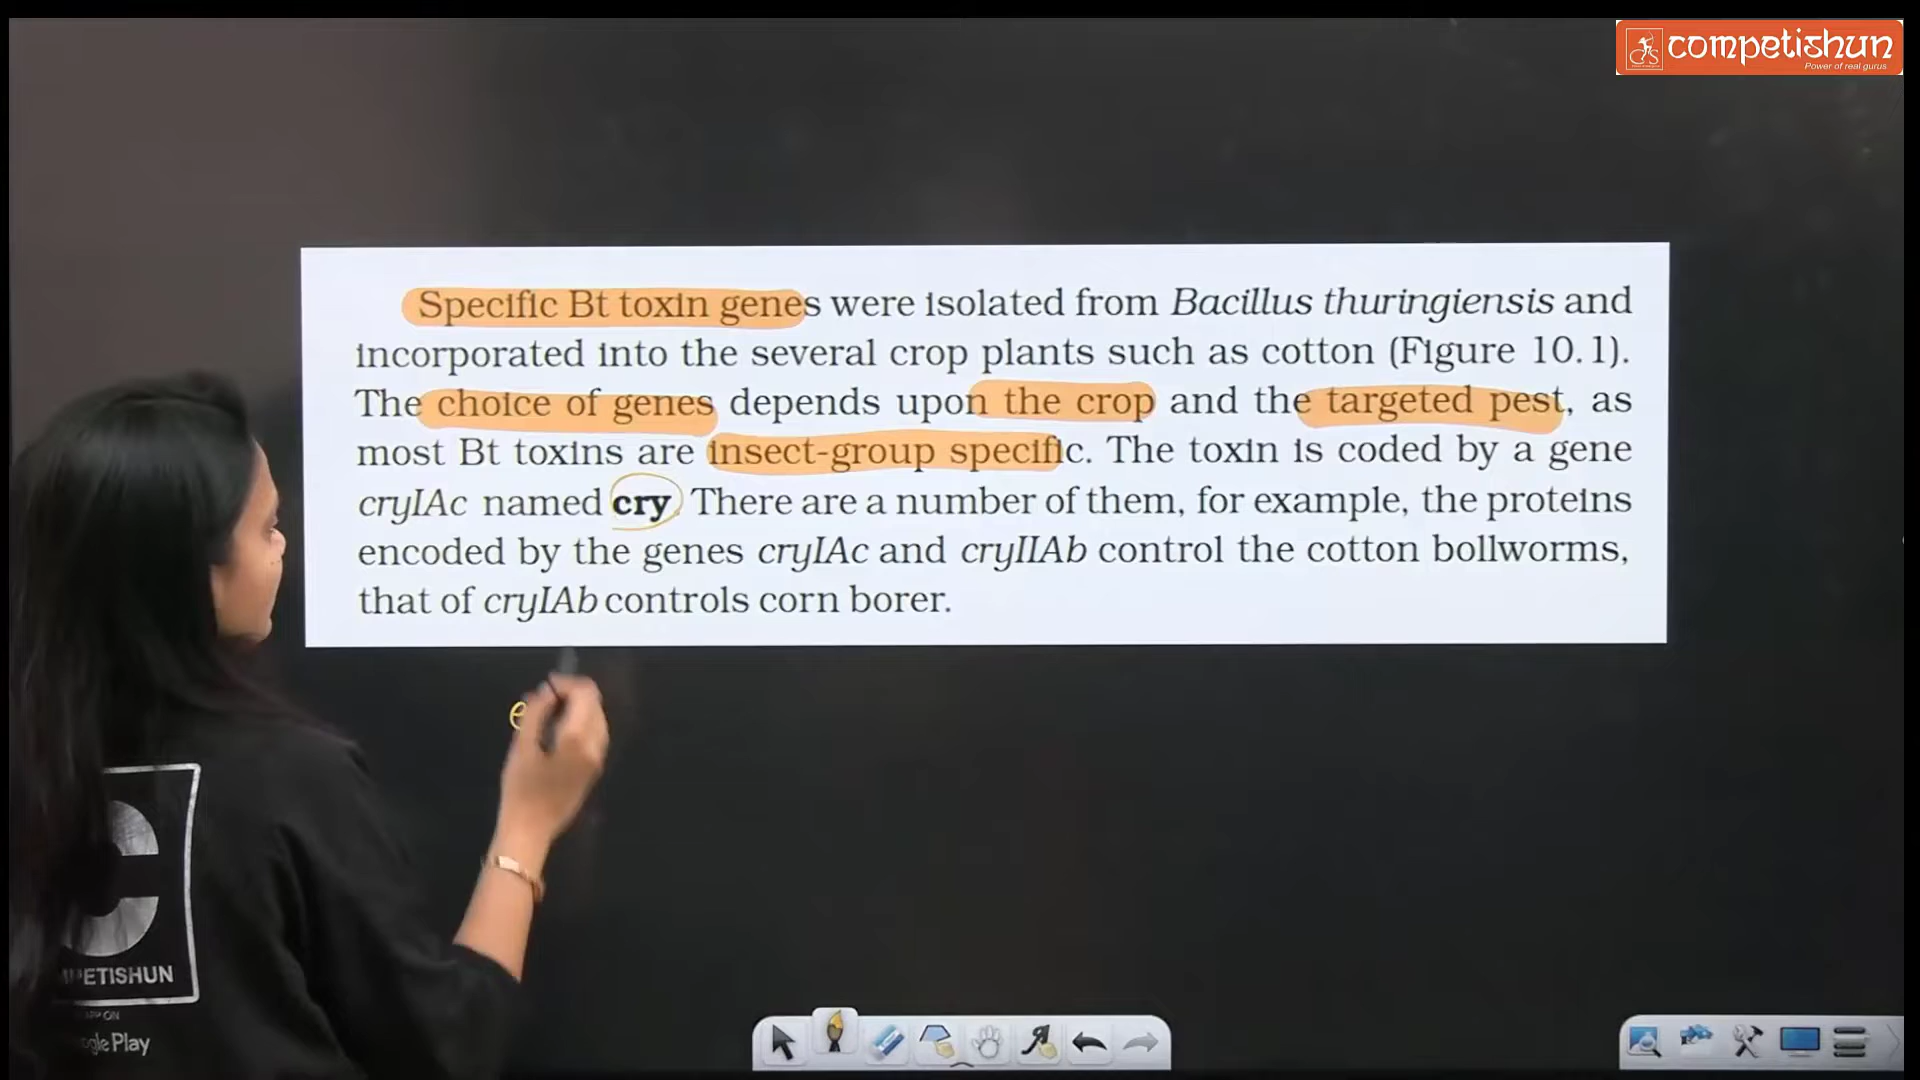 competishun
Power of real gurus
Specific Bt toxin genes were isolated from Bacillus thuringiensis and
incorporated into the several crop plants such as cotton (Figure 10.1).
The choice of genes depends upon the crop and the targeted pest, as
most Bt toxins are insect-group specific. The toxin is coded by a gene
cryIAc named cry. There are a number of them, for example, the proteins
encoded by the genes cryIAc and cryIIAb control the cotton bollworms,
that of cryIAb controls corn borer.
e
C
MPETISHUN
APP ON
ogle Play